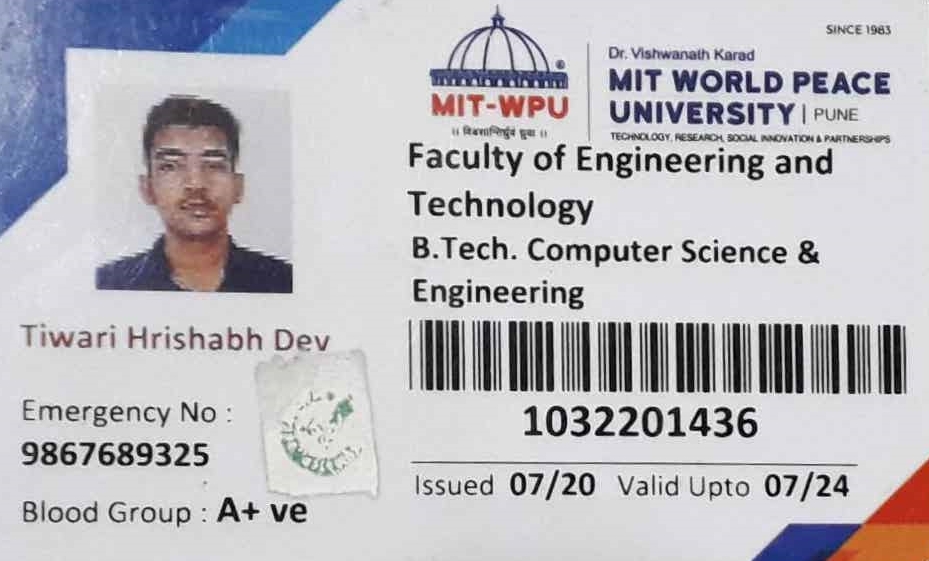 SINCE 1983
Dr. Vishwanath Karad
MIT WORLD PEACE
UNIVERSITY | PUNE
TECHNOLOGY, RESEARCH, SOCIAL INNOVATION & PARTNERSHIPS
MIT-WPU
॥ विश्वशान्तिर्ध्रुवं ध्रुवा ॥
Faculty of Engineering and
Technology
B.Tech. Computer Science &
Engineering
Tiwari Hrishabh Dev
Emergency No :
9867689325
Blood Group : A+ ve
1032201436
Issued 07/20 Valid Upto 07/24